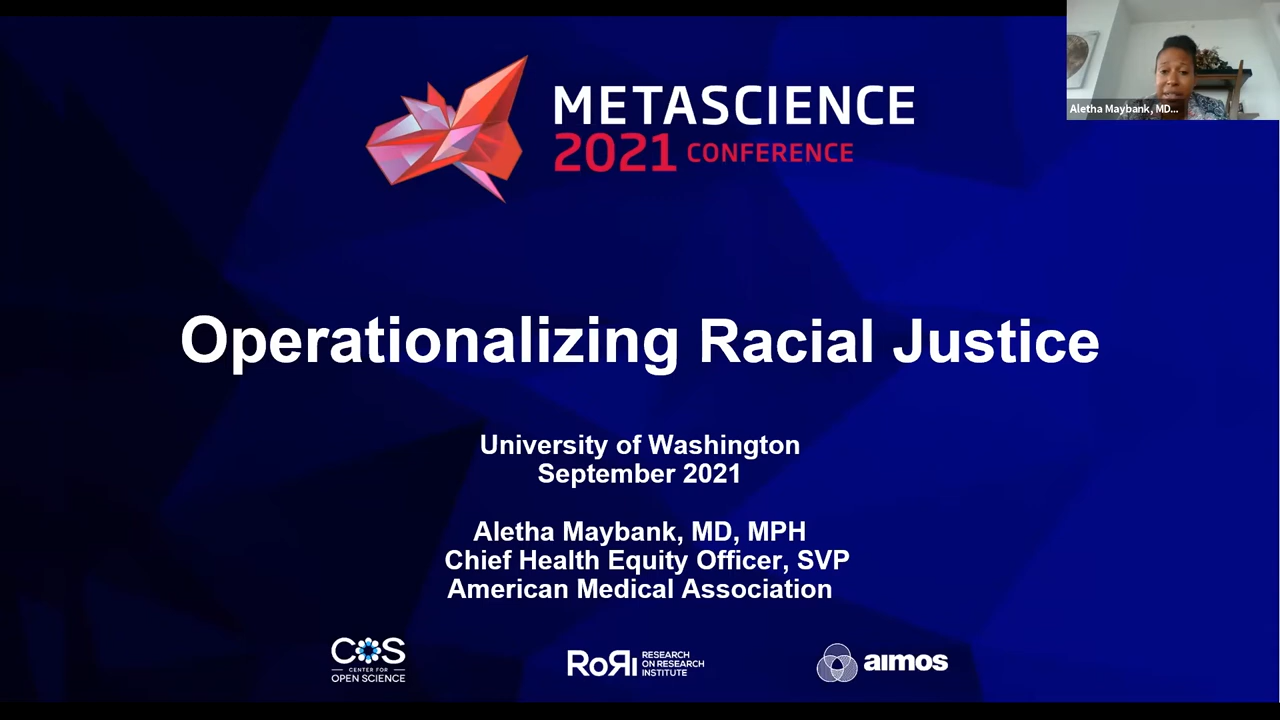 METASCIENCE
2021 CONFERENCE
Aletha Maybank, MD...
Operationalizing Racial Justice
University of Washington
September 2021
Aletha Maybank, MD, MPH
Chief Health Equity Officer, SVP
American Medical Association
COS
CENTER FOR
OPEN SCIENCE
RoRI
RESEARCH
ON RESEARCH
INSTITUTE
aimos